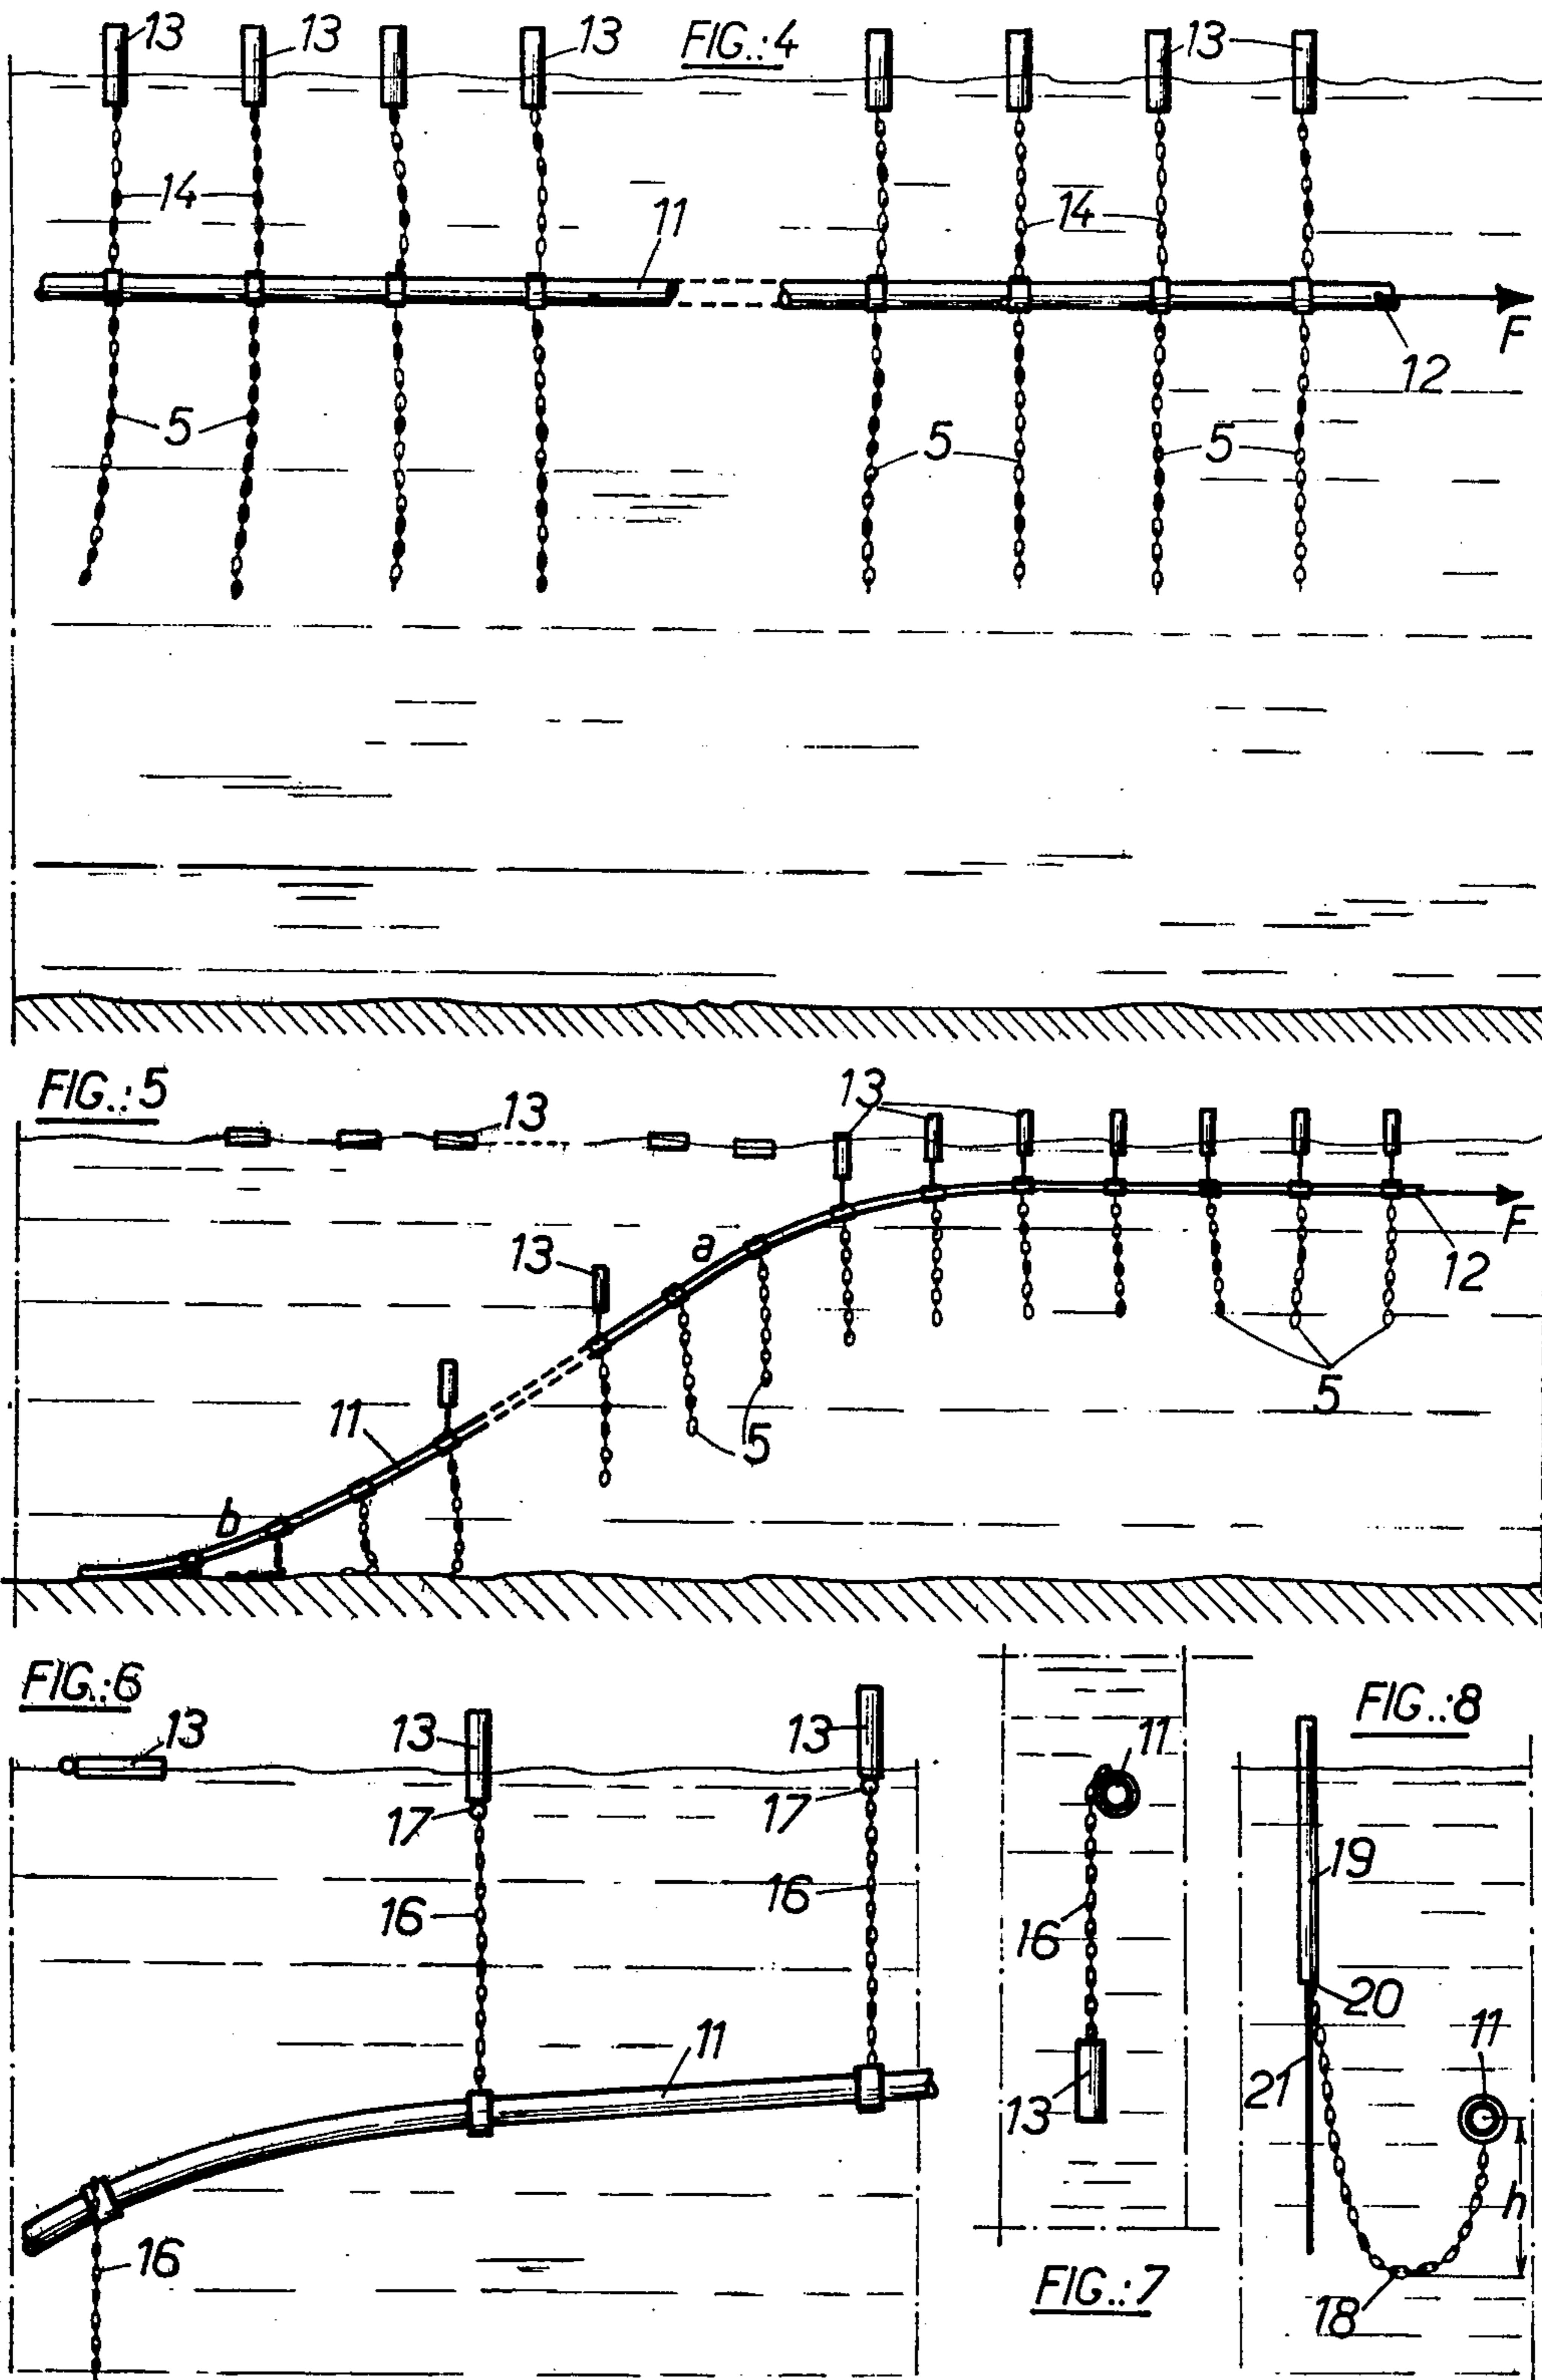 13 13 13 FIG.:4 13
14 11 14
F
12
5 5 5
FIG.:5 13 13
a F
13 12
11 5 5
b
FIG.:6 FIG.:8
13 13 13 11
17 17
19
16 16 16
20
11 11
21
13
h
16
FIG.:7
18